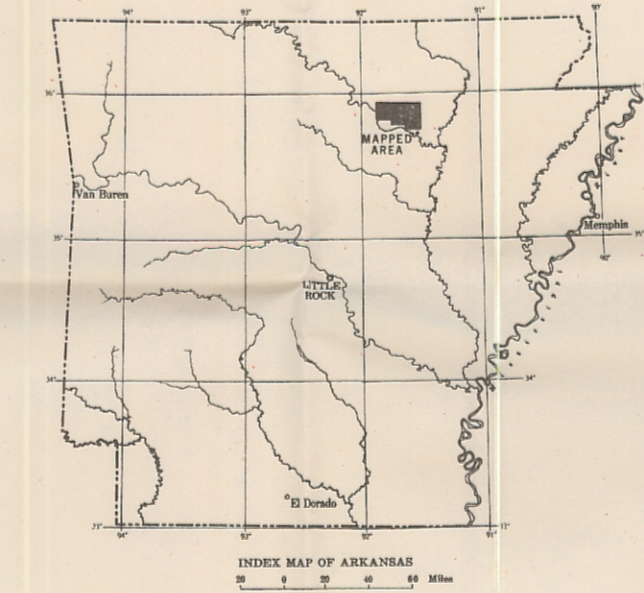 94°
93°
92°
91°
90°
36°
MAPPED
AREA
Van Buren
Memphis
35°
35°
90°
LITTLE
ROCK
34°
34°
El Dorado
33°
33°
94°
93°
92°
91°
INDEX MAP OF ARKANSAS
20 0 20 40 60 Miles